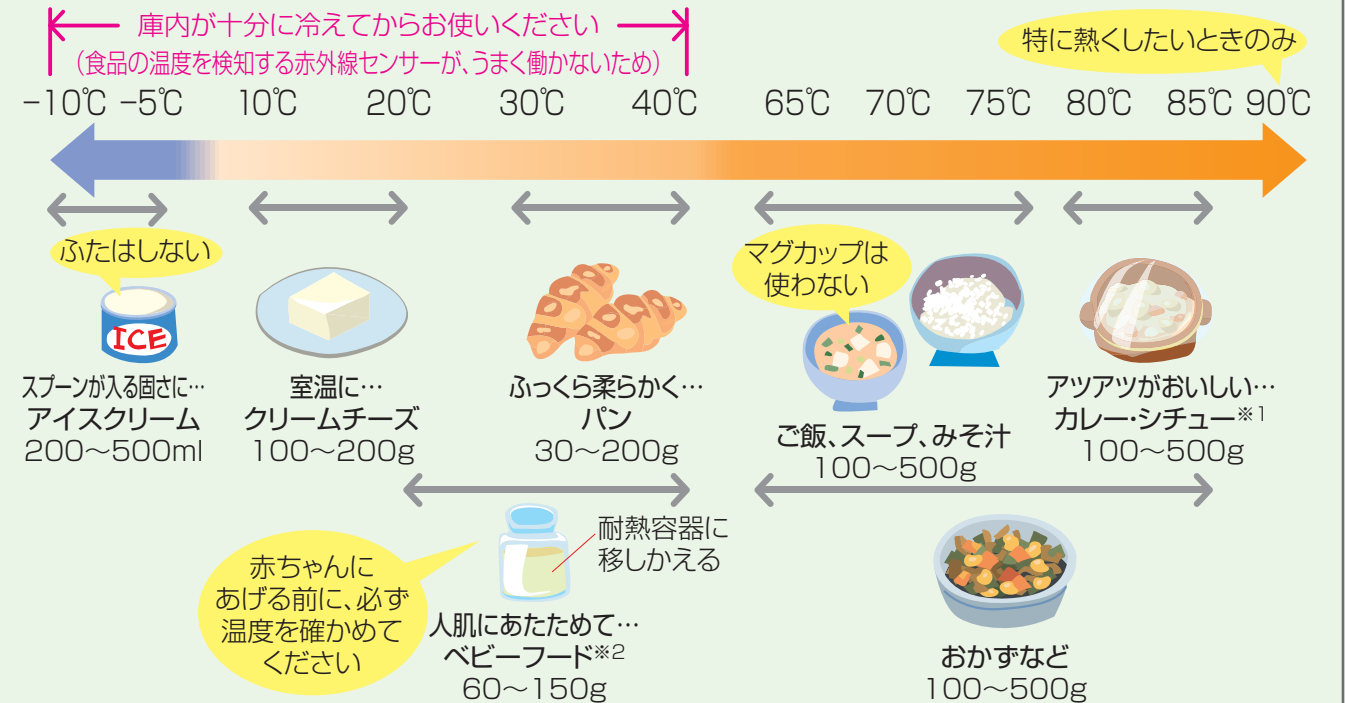 庫内が十分に冷えてからお使いください
(食品の温度を検知する赤外線センサーが、うまく働かないため)
特に熱くしたいときのみ
−10℃ −5℃ 10℃ 20℃ 30℃ 40℃ 65℃ 70℃ 75℃ 80℃ 85℃ 90℃
ふたはしない
ICE
スプーンが入る固さに…
アイスクリーム
200〜500ml
室温に…
クリームチーズ
100〜200g
ふっくら柔らかく…
パン
30〜200g
マグカップは
使わない
ご飯、スープ、みそ汁
100〜500g
アツアツがおいしい…
カレー・シチュー※1
100〜500g
赤ちゃんに
あげる前に、必ず
温度を確かめて
ください
耐熱容器に
移しかえる
人肌にあたためて…
ベビーフード※2
60〜150g
おかずなど
100〜500g